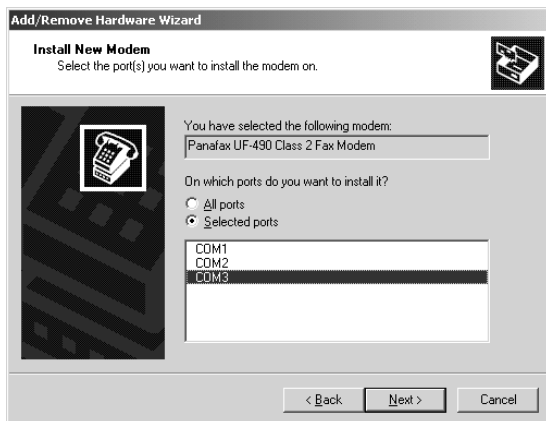 Add/Remove Hardware Wizard
Install New Modem
Select the port(s) you want to install the modem on.
You have selected the following modem:
Panafax UF-490 Class 2 Fax Modem
On which ports do you want to install it?
All ports
Selected ports
COM1
COM2
COM3
< Back
Next >
Cancel